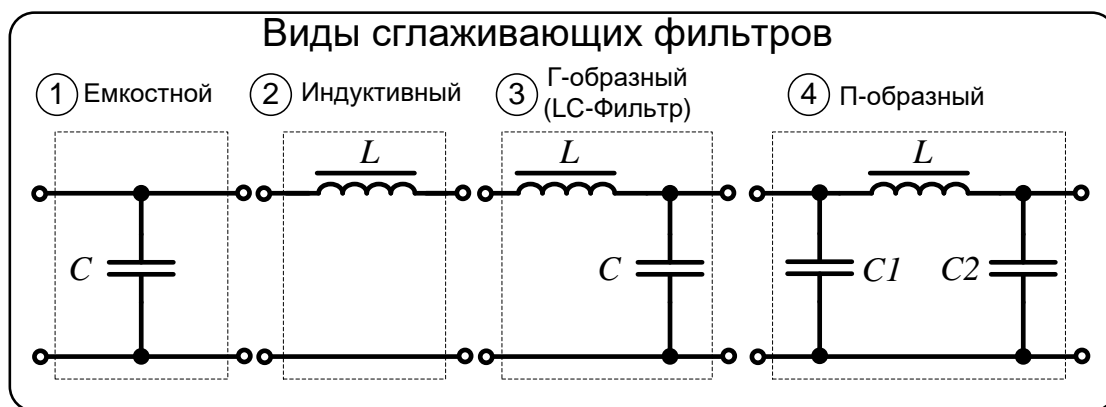 Виды сглаживающих фильтров
1 Емкостной
2 Индуктивный
3 Г-образный
(LC-Фильтр)
4 П-образный
L
L
L
C
C
C1
C2